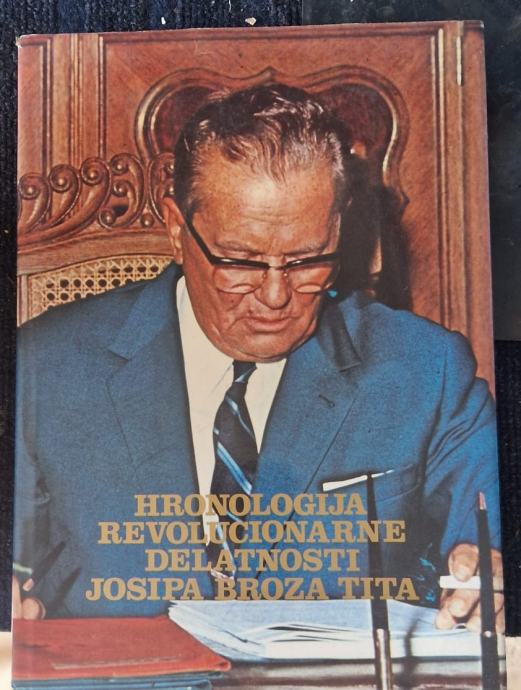 HRONOLOGIJA
REVOLUCIONARNE
DELATNOSTI
JOSIPA BROZA TITA